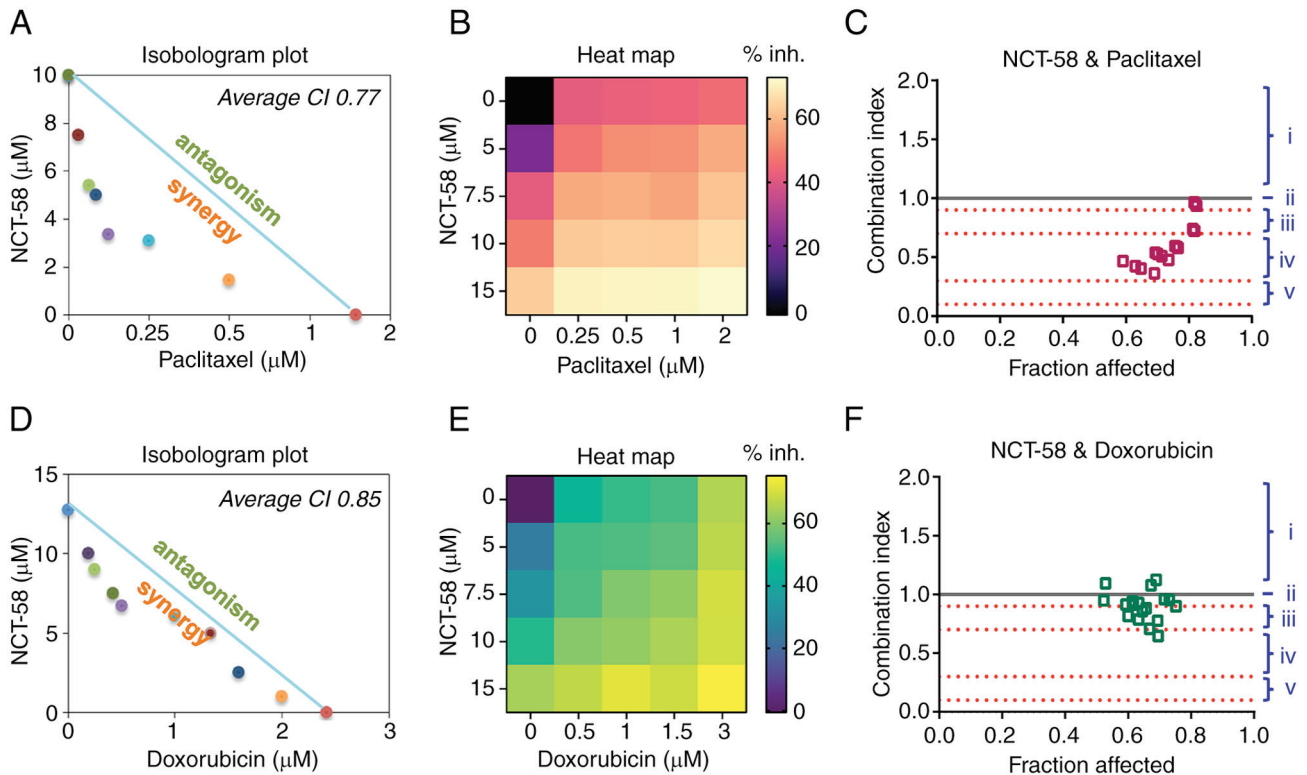 A
Isobologram plot
Average CI 0.77
antagonism
synergy
NCT-58 (μM)
10
8
6
4
2
0
0 0.25 0.5 1 2
Paclitaxel (μM)
B
Heat map
% inh.
NCT-58 (μM)
0
5
7.5
10
15
0 0.25 0.5 1 2
Paclitaxel (μM)
60
40
20
0
C
NCT-58 & Paclitaxel
Combination index
2.0
1.5
1.0
0.5
0.0
0.0 0.2 0.4 0.6 0.8 1.0
Fraction affected
i
ii
iii
iv
v
D
Isobologram plot
Average CI 0.85
antagonism
synergy
NCT-58 (μM)
15
10
5
0
0 1 2 3
Doxorubicin (μM)
E
Heat map
% inh.
NCT-58 (μM)
0
5
7.5
10
15
0 0.5 1 1.5 3
Doxorubicin (μM)
60
40
20
0
F
NCT-58 & Doxorubicin
Combination index
2.0
1.5
1.0
0.5
0.0
0.0 0.2 0.4 0.6 0.8 1.0
Fraction affected
i
ii
iii
iv
v